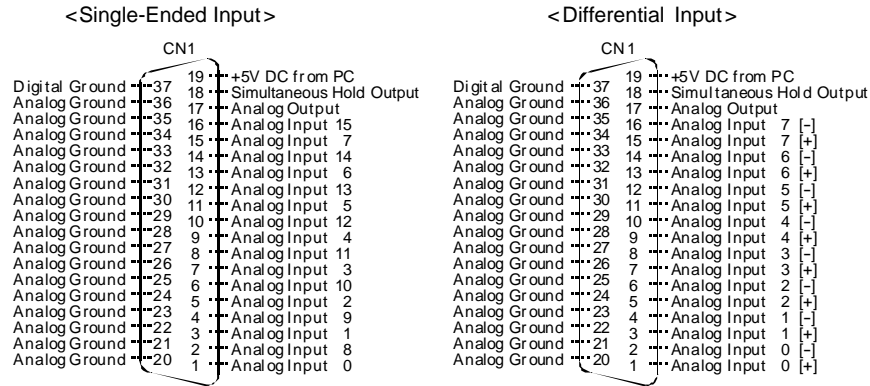 <Single-Ended Input>
CN1
19 +5V DC from PC
Digital Ground 37
18 Simultaneous Hold Output
Analog Ground 36
17 Analog Output
Analog Ground 35
16 Analog Input 15
Analog Ground 34
15 Analog Input 7
Analog Ground 33
14 Analog Input 14
Analog Ground 32
13 Analog Input 6
Analog Ground 31
12 Analog Input 13
Analog Ground 30
11 Analog Input 5
Analog Ground 29
10 Analog Input 12
Analog Ground 28
9 Analog Input 4
Analog Ground 27
8 Analog Input 11
Analog Ground 26
7 Analog Input 3
Analog Ground 25
6 Analog Input 10
Analog Ground 24
5 Analog Input 2
Analog Ground 23
4 Analog Input 9
Analog Ground 22
3 Analog Input 1
Analog Ground 21
2 Analog Input 8
Analog Ground 20
1 Analog Input 0
<Differential Input>
CN1
19 +5V DC from PC
Digital Ground 37
18 Simultaneous Hold Output
Analog Ground 36
17 Analog Output
Analog Ground 35
16 Analog Input 7 [-]
Analog Ground 34
15 Analog Input 7 [+]
Analog Ground 33
14 Analog Input 6 [-]
Analog Ground 32
13 Analog Input 6 [+]
Analog Ground 31
12 Analog Input 5 [-]
Analog Ground 30
11 Analog Input 5 [+]
Analog Ground 29
10 Analog Input 4 [-]
Analog Ground 28
9 Analog Input 4 [+]
Analog Ground 27
8 Analog Input 3 [-]
Analog Ground 26
7 Analog Input 3 [+]
Analog Ground 25
6 Analog Input 2 [-]
Analog Ground 24
5 Analog Input 2 [+]
Analog Ground 23
4 Analog Input 1 [-]
Analog Ground 22
3 Analog Input 1 [+]
Analog Ground 21
2 Analog Input 0 [-]
Analog Ground 20
1 Analog Input 0 [+]